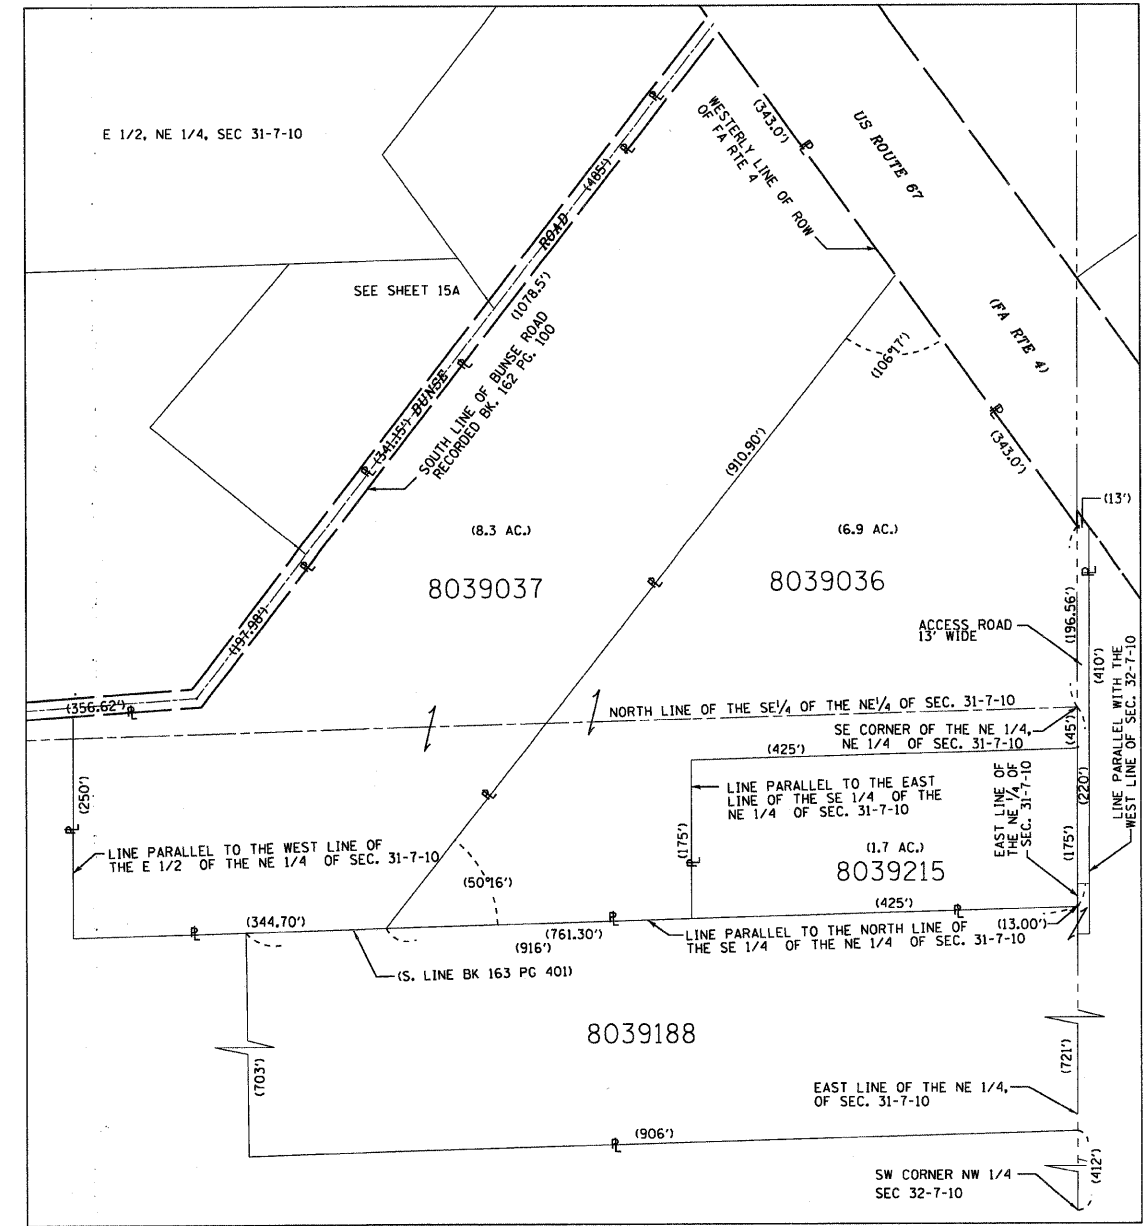 E 1/2, NE 1/4, SEC 31-7-10
SEE SHEET 15A
(485')
ROAD
(1078.5')
BUNSE
(341.15')
SOUTH LINE OF BUNSE ROAD
RECORDED BK. 162 PG. 100
(197.98')
(356.62')
WESTERLY LINE OF ROW
OF FA RTE 4
(343.0')
US ROUTE 67
(FA RTE 4)
(106°17')
(910.90')
(343.0')
(13')
(8.3 AC.)
8039037
(6.9 AC.)
8039036
ACCESS ROAD
13' WIDE
(196.56')
(410')
LINE PARALLEL WITH THE
WEST LINE OF SEC. 32-7-10
NORTH LINE OF THE SE1/4 OF THE NE1/4 OF SEC. 31-7-10
SE CORNER OF THE NE 1/4,
NE 1/4 OF SEC. 31-7-10
(45')
(425')
(250')
LINE PARALLEL TO THE WEST LINE OF
THE E 1/2 OF THE NE 1/4 OF SEC. 31-7-10
LINE PARALLEL TO THE EAST
LINE OF THE SE 1/4 OF THE
NE 1/4 OF SEC. 31-7-10
(175')
EAST LINE OF
THE NE 1/4 OF
SEC. 31-7-10
(220')
(175')
(1.7 AC.)
8039215
(50°16')
(425')
(344.70')
(761.30')
(916')
LINE PARALLEL TO THE NORTH LINE OF
THE SE 1/4 OF THE NE 1/4 OF SEC. 31-7-10
(13.00')
(S. LINE BK 163 PG 401)
8039188
(703')
(721')
EAST LINE OF THE NE 1/4,
OF SEC. 31-7-10
(906')
(412')
SW CORNER NW 1/4
SEC 32-7-10